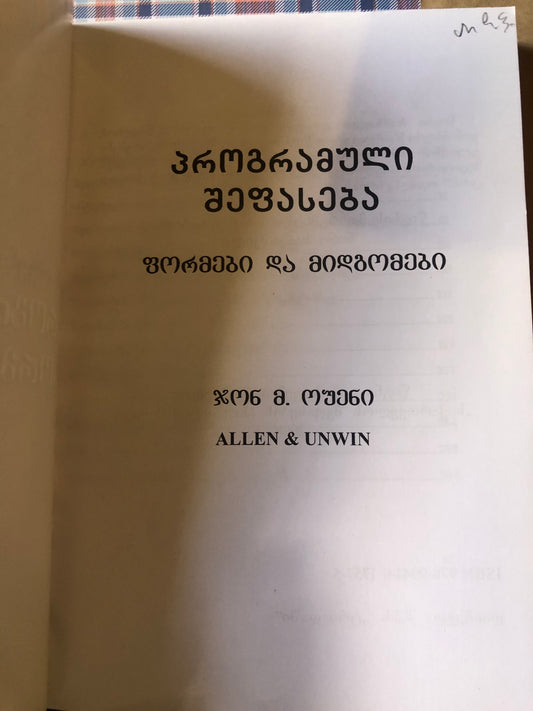 პროგრამული
შეფასება
ფორმები და მიდგომები
ჯონ მ. ოუენი
ALLEN & UNWIN